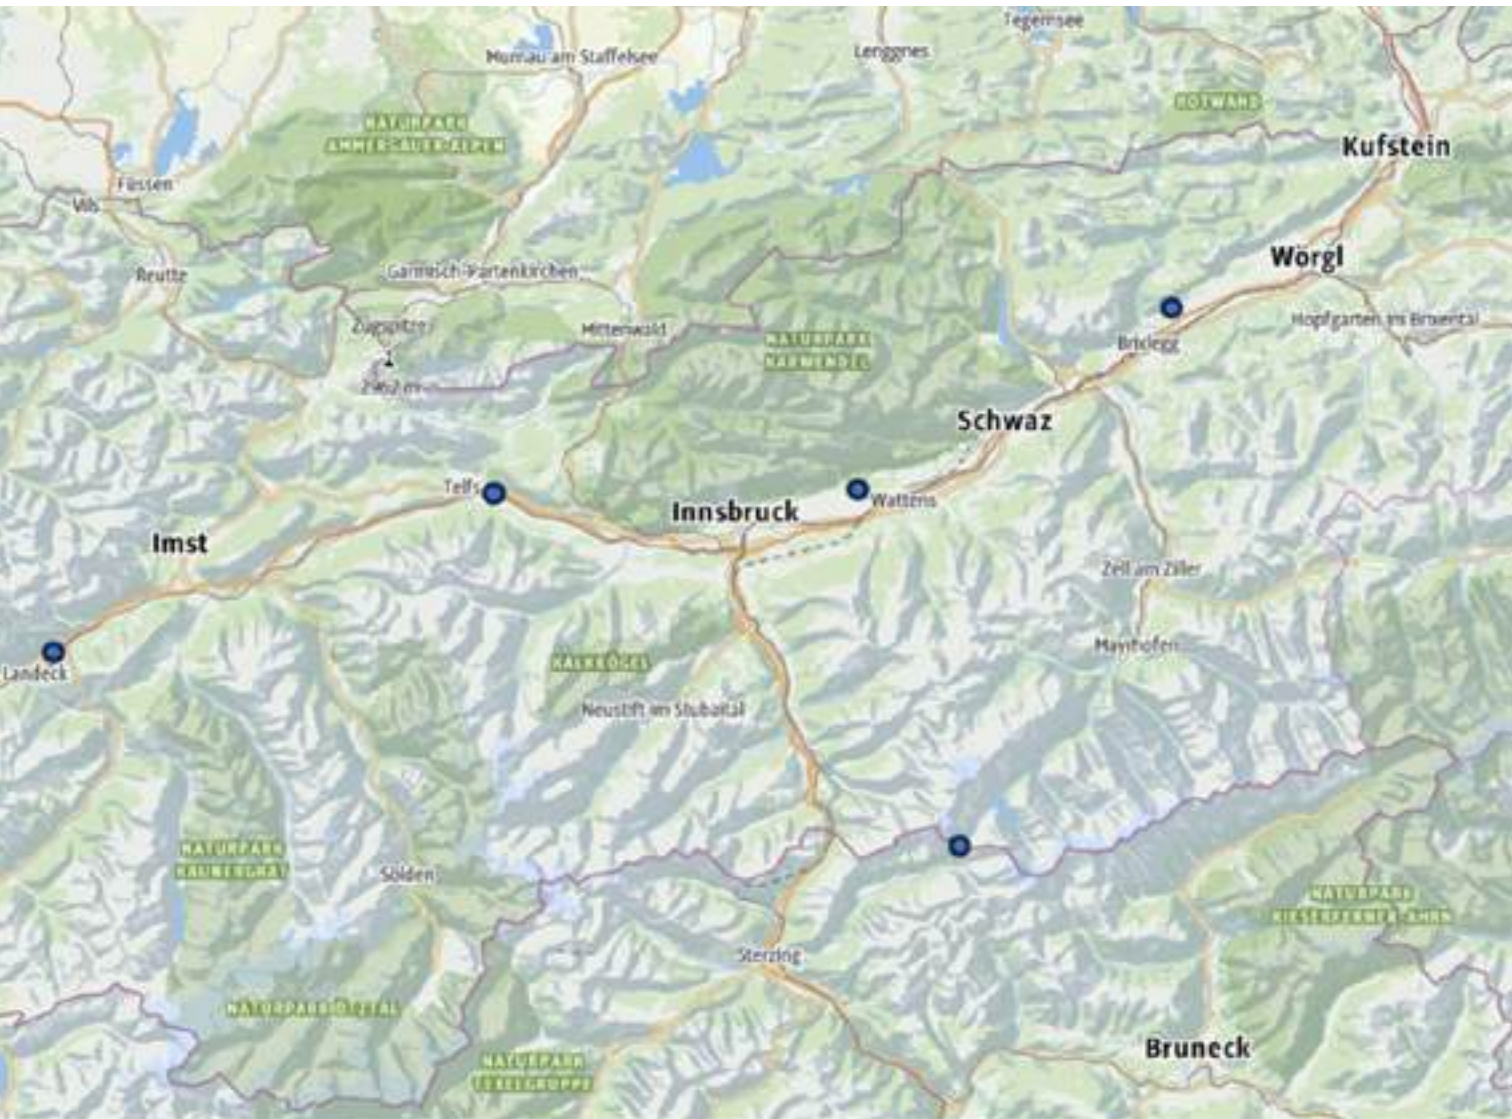 Tegernsee
Murnau am Staffelsee
Lenggries
ROTWAND
NATURPARK
AMMERGAUER ALPEN
Kufstein
Füssen
Vils
Wörgl
Reutte
Garmisch-Partenkirchen
Zugspitze
2962 m
Mittenwald
NATURPARK
KARWENDEL
Hopfgarten im Brixental
Brixlegg
Schwaz
Telfs
Wattens
Innsbruck
Imst
Zell am Ziller
Mayrhofen
KALKKÖGEL
Landeck
Neustift im Stubaital
NATURPARK
KAUNERGRAT
Sölden
NATURPARK
RIESERFERNER-AHRN
Sterzing
NATURPARK ÖTZTAL
Bruneck
NATURPARK
TEXELGRUPPE